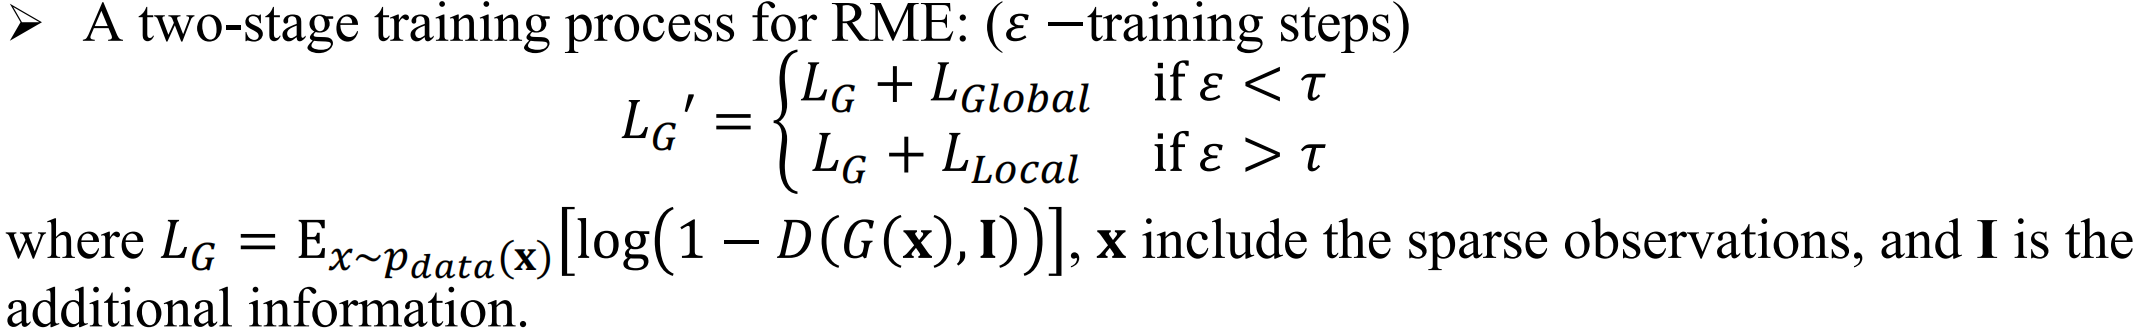 ➤ A two-stage training process for RME: (ε −training steps)
L_G′ = { L_G + L_Global if ε < τ
L_G + L_Local if ε > τ
where L_G = E_{x~p_data(𝐱)}[log(1 − D(G(𝐱), 𝐈))], 𝐱 include the sparse observations, and 𝐈 is the
additional information.